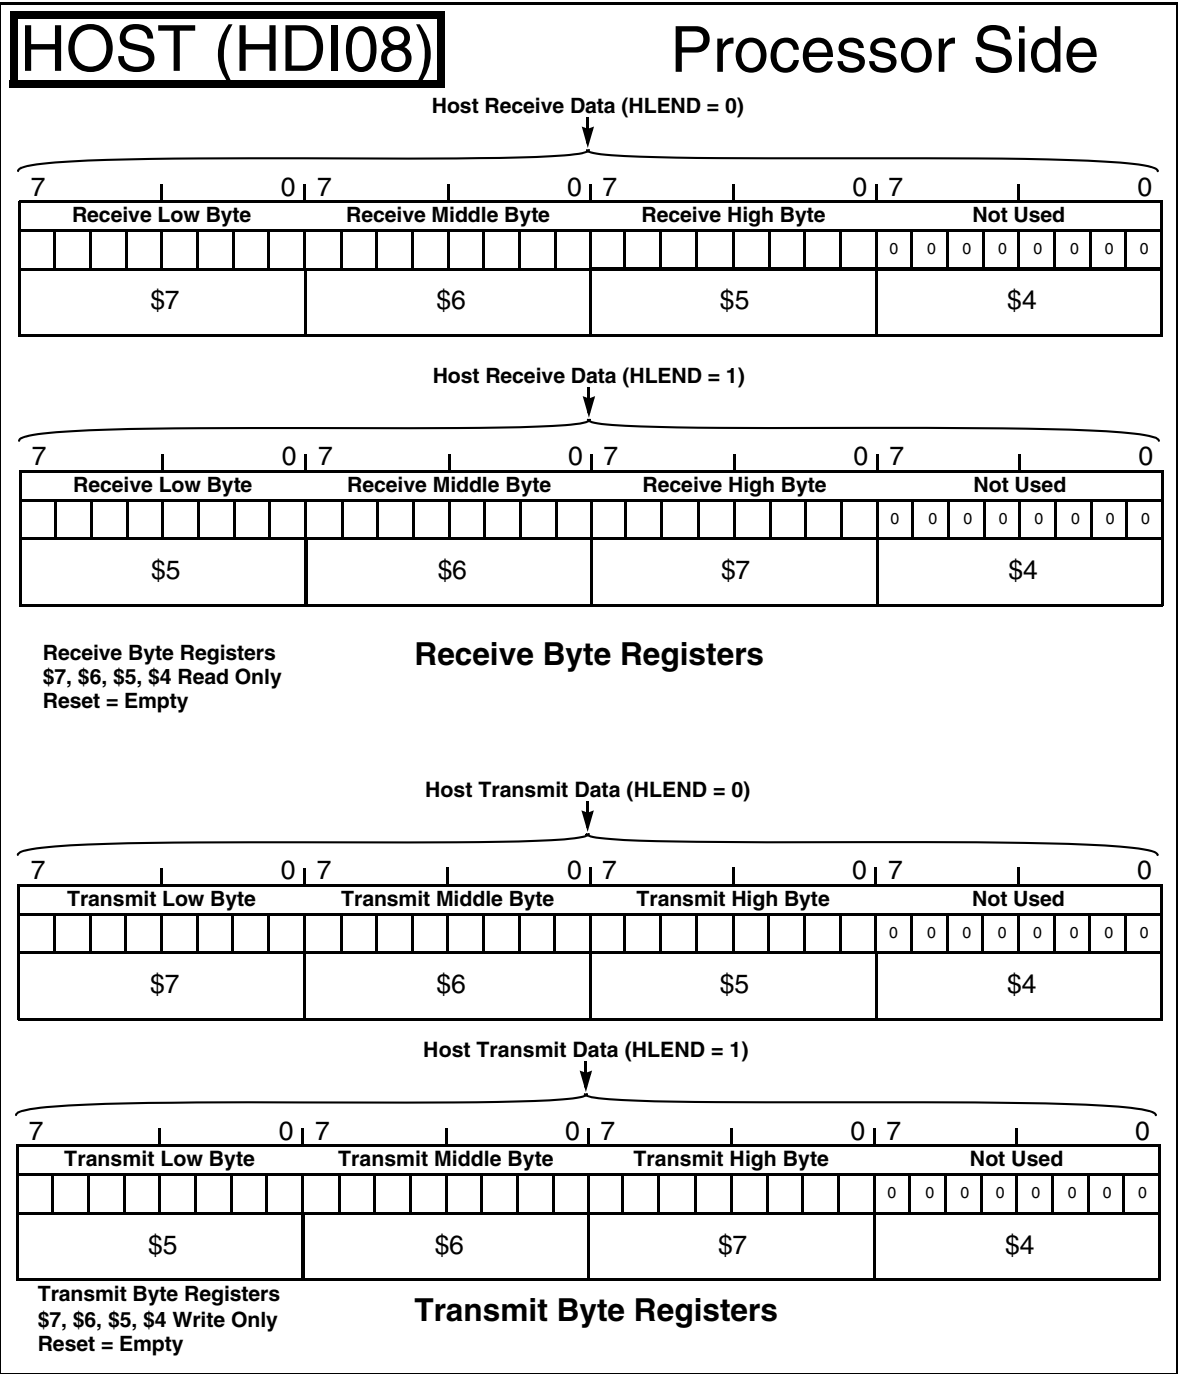 HOST (HDI08) Processor Side
Host Receive Data (HLEND = 0)
7 0 7 0 7 0 7 0
Receive Low Byte Receive Middle Byte Receive High Byte Not Used
0 0 0 0 0 0 0 0
$7 $6 $5 $4
Host Receive Data (HLEND = 1)
7 0 7 0 7 0 7 0
Receive Low Byte Receive Middle Byte Receive High Byte Not Used
0 0 0 0 0 0 0 0
$5 $6 $7 $4
Receive Byte Registers
$7, $6, $5, $4 Read Only
Reset = Empty
Receive Byte Registers
Host Transmit Data (HLEND = 0)
7 0 7 0 7 0 7 0
Transmit Low Byte Transmit Middle Byte Transmit High Byte Not Used
0 0 0 0 0 0 0 0
$7 $6 $5 $4
Host Transmit Data (HLEND = 1)
7 0 7 0 7 0 7 0
Transmit Low Byte Transmit Middle Byte Transmit High Byte Not Used
0 0 0 0 0 0 0 0
$5 $6 $7 $4
Transmit Byte Registers
$7, $6, $5, $4 Write Only
Reset = Empty
Transmit Byte Registers